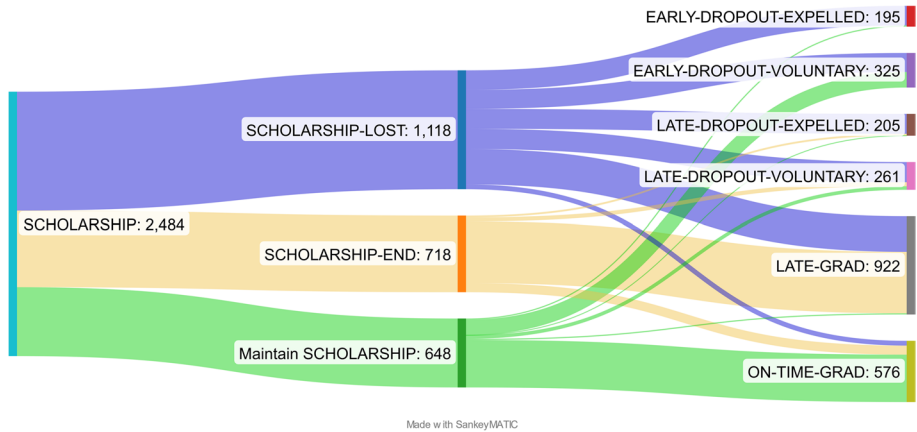 EARLY-DROPOUT-EXPELLED: 195
EARLY-DROPOUT-VOLUNTARY: 325
SCHOLARSHIP-LOST: 1,118
LATE-DROPOUT-EXPELLED: 205
LATE-DROPOUT-VOLUNTARY: 261
SCHOLARSHIP: 2,484
SCHOLARSHIP-END: 718
LATE-GRAD: 922
Maintain SCHOLARSHIP: 648
ON-TIME-GRAD: 576
Made with SankeyMATIC